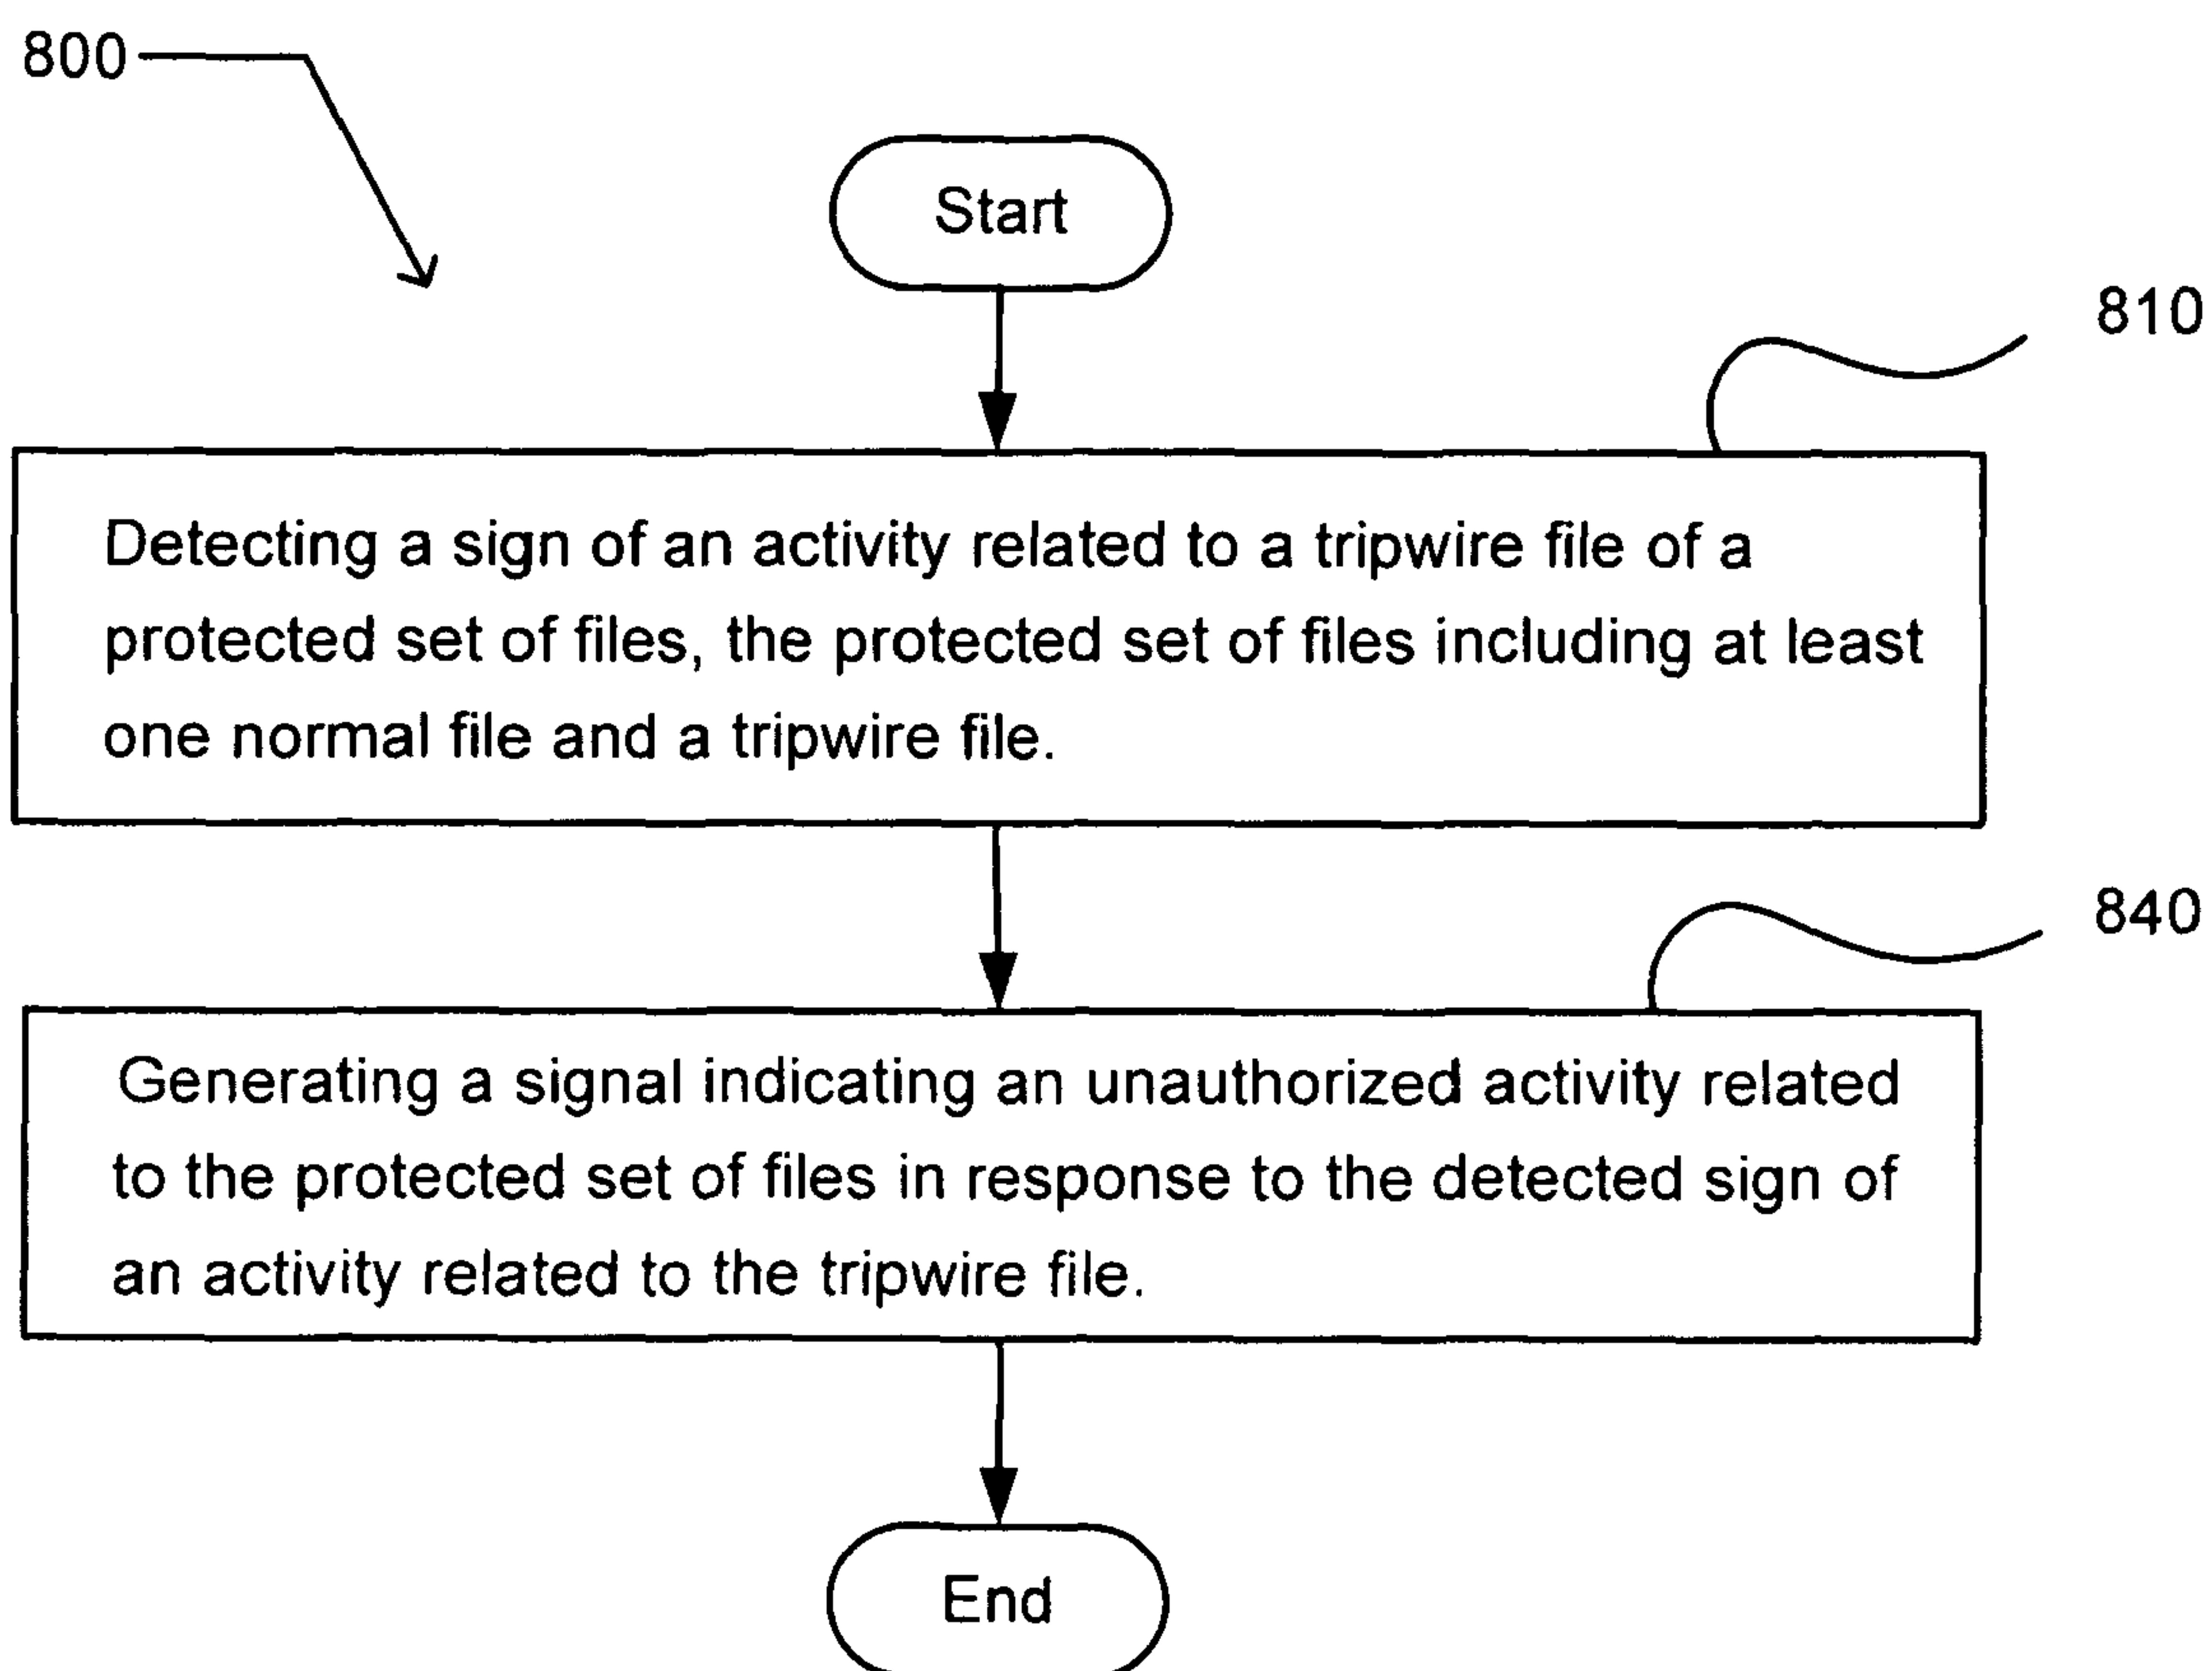 800
Start
810
Detecting a sign of an activity related to a tripwire file of a
protected set of files, the protected set of files including at least
one normal file and a tripwire file.
840
Generating a signal indicating an unauthorized activity related
to the protected set of files in response to the detected sign of
an activity related to the tripwire file.
End